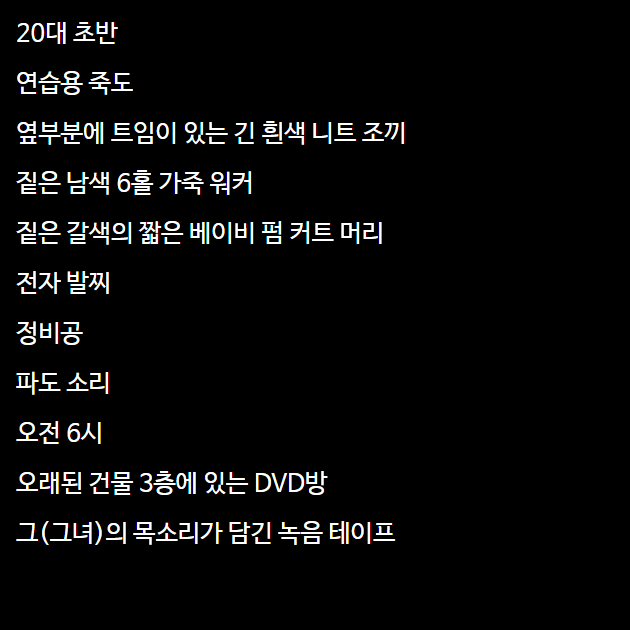 20대 초반
연습용 죽도
옆부분에 트임이 있는 긴 흰색 니트 조끼
짙은 남색 6홀 가죽 워커
짙은 갈색의 짧은 베이비 펌 커트 머리
전자 발찌
정비공
파도 소리
오전 6시
오래된 건물 3층에 있는 DVD방
그(그녀)의 목소리가 담긴 녹음 테이프